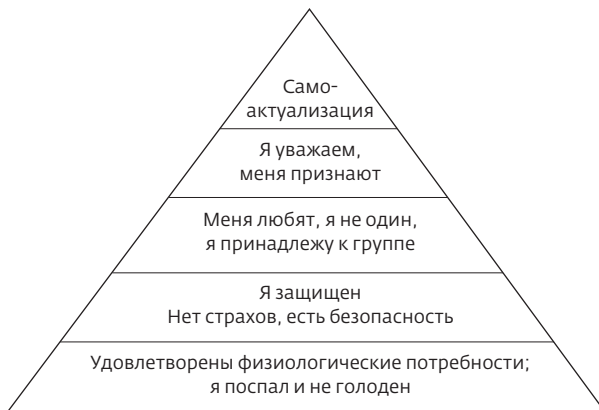 Само-
актуализация
Я уважаем,
меня признают
Меня любят, я не один,
я принадлежу к группе
Я защищен
Нет страхов, есть безопасность
Удовлетворены физиологические потребности;
я поспал и не голоден